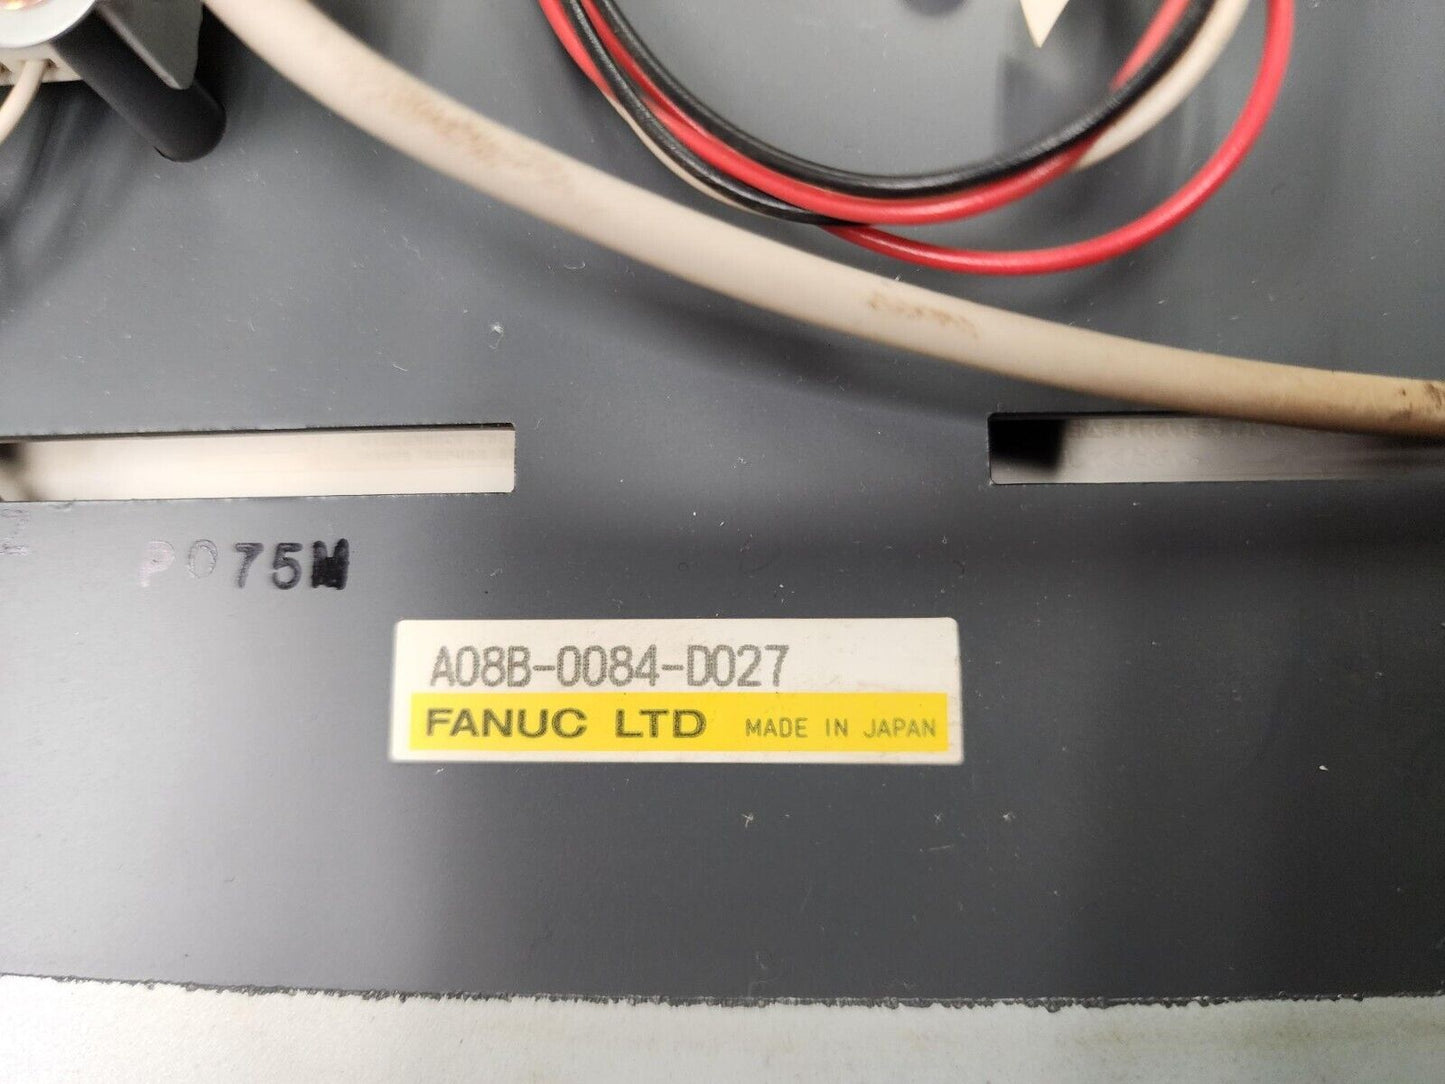 P075M
A08B-0084-D027
FANUC LTD MADE IN JAPAN